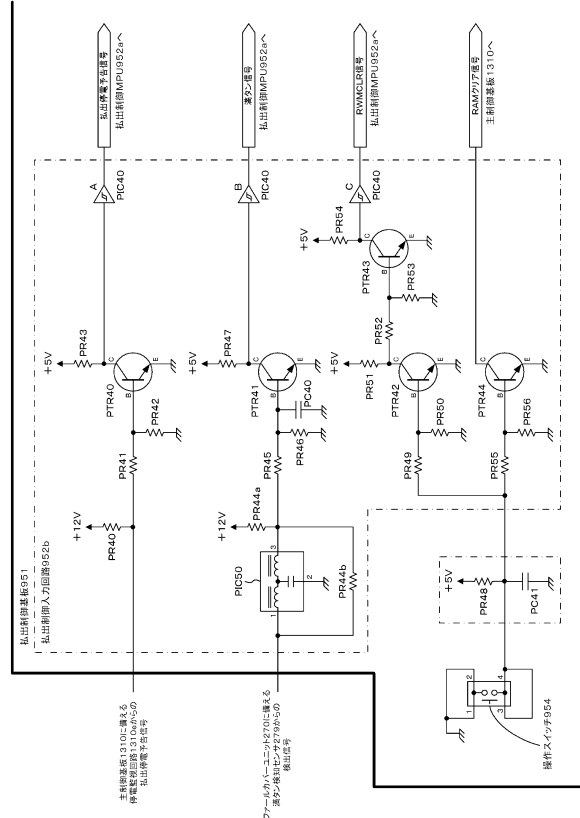 払出停電予告信号
払出制御MPU952aへ
満タン信号
払出制御MPU952aへ
RWMCLR信号
払出制御MPU952aへ
RAMクリア信号
主制御基板1310へ
A
PIC40
B
PIC40
C
PIC40
+5V
PR54
C
B
E
PTR43
PR53
PR52
+5V
PR43
C
B
E
PTR40
PR42
PR41
+5V
PR47
C
B
E
PTR41
PC40
PR46
PR45
+5V
PR51
C
B
E
PTR42
PR50
PR49
C
B
E
PTR44
PR56
PR55
+12V
PR40
+12V
PR44a
PIC50
3
2
1
PR44b
+5V
PR48
PC41
払出制御基板951
払出制御入力回路952b
2
4
1
3
操作スイッチ954
主制御基板1310に備える
停電監視回路1310eからの
払出停電予告信号
ファールカバーユニット270に備える
満タン検知センサ279からの
検出信号